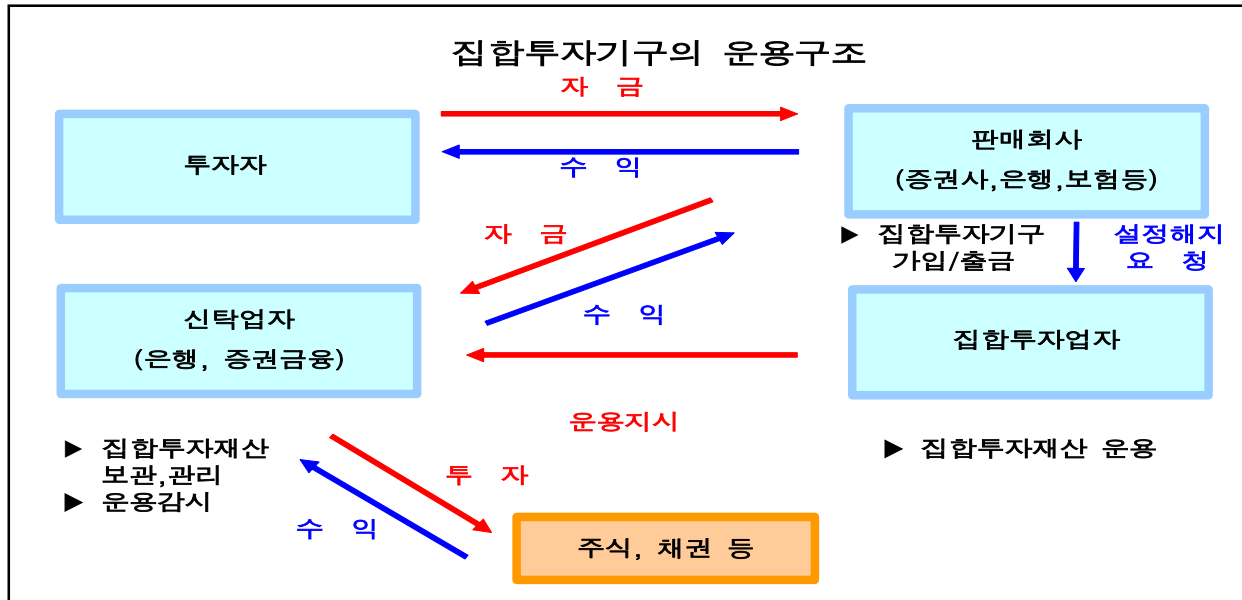 집합투자기구의 운용구조
자 금
투자자
수 익
판매회사
(증권사,은행,보험등)
자 금
▶ 집합투자기구
가입/출금
설정해지
요 청
신탁업자
(은행, 증권금융)
수 익
집합투자업자
운용지시
▶ 집합투자재산
보관,관리
▶ 운용감시
▶ 집합투자재산 운용
투 자
수 익
주식, 채권 등